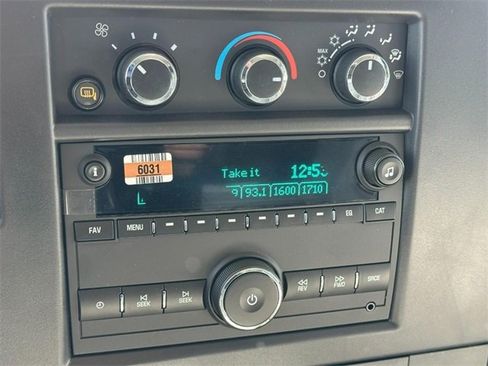 MAX
6031
Take it 12:5
9 93.1 1600 1710
FAV MENU EQ CAT
SEEK SEEK REV FWD SRCE